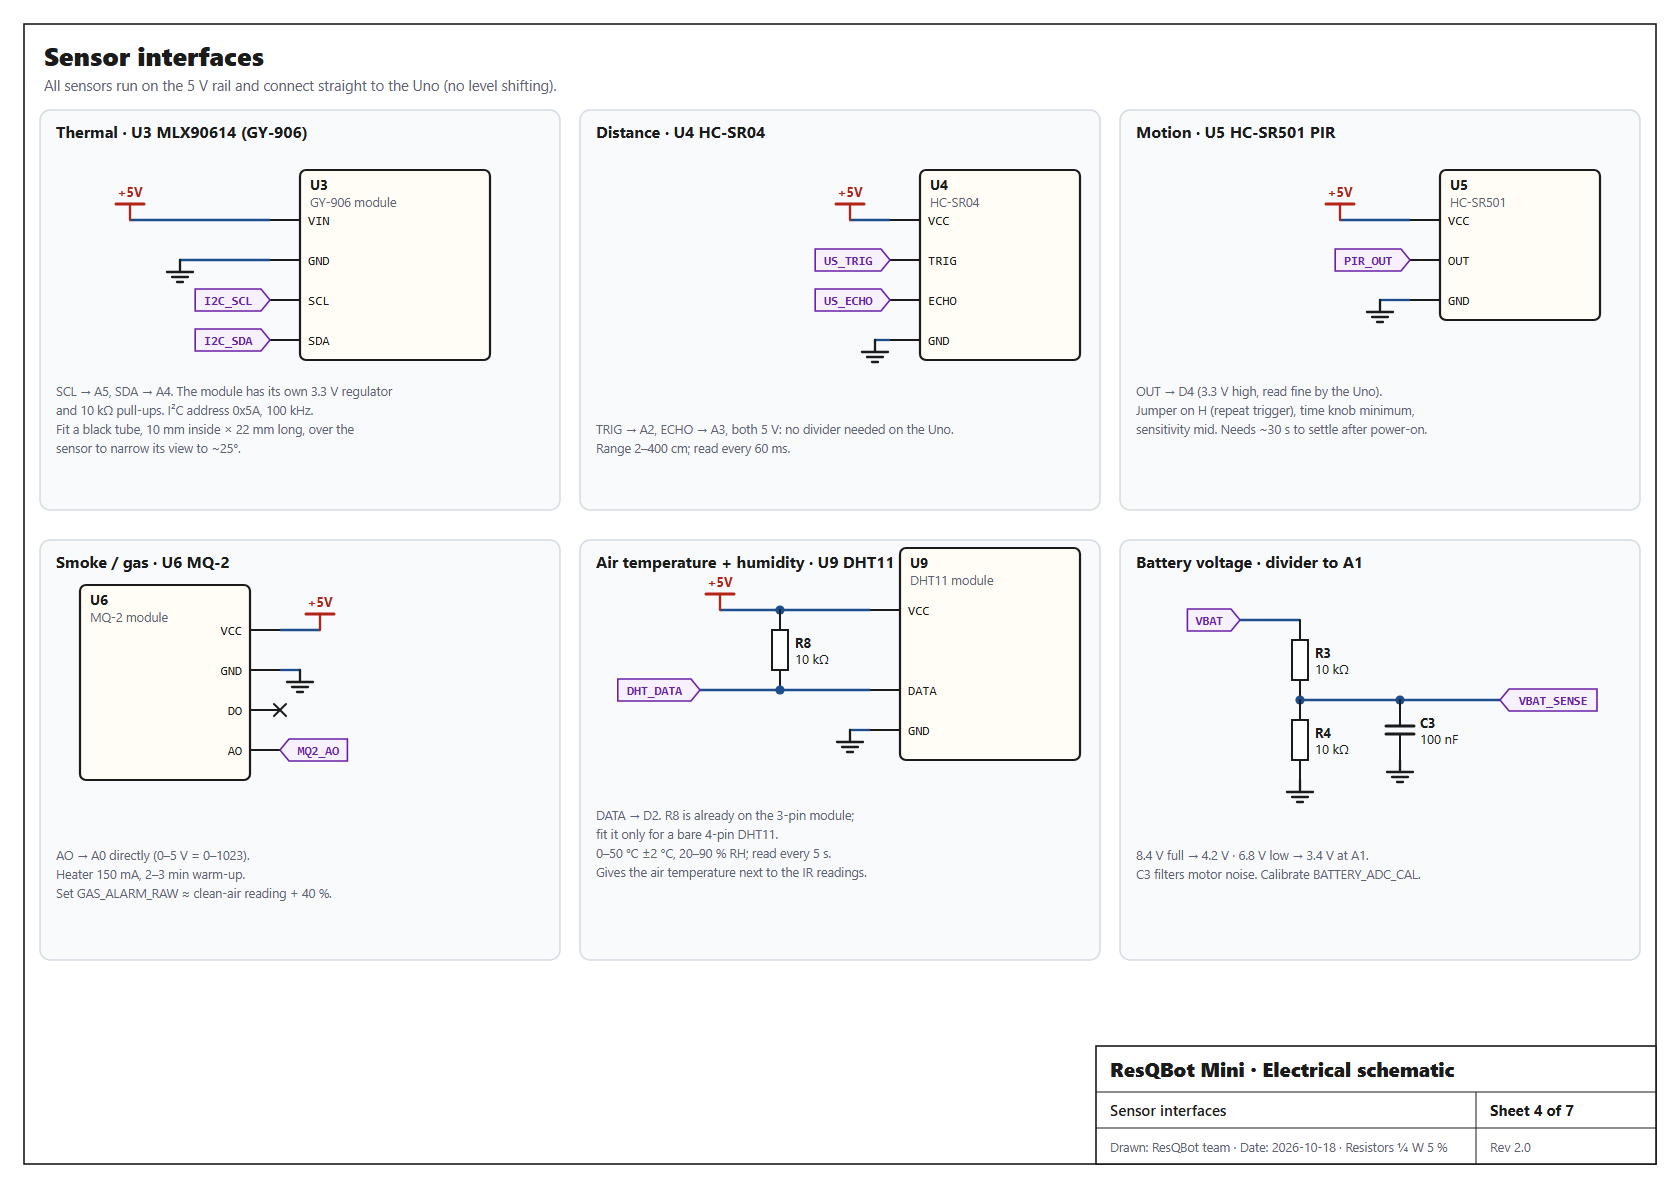 Sensor interfaces
All sensors run on the 5 V rail and connect straight to the Uno (no level shifting).
Thermal · U3 MLX90614 (GY-906)
U3
GY-906 module
+5V
VIN
GND
I2C_SCL
SCL
I2C_SDA
SDA
SCL → A5, SDA → A4. The module has its own 3.3 V regulator
and 10 kΩ pull-ups. I²C address 0x5A, 100 kHz.
Fit a black tube, 10 mm inside × 22 mm long, over the
sensor to narrow its view to ~25°.
Distance · U4 HC-SR04
U4
HC-SR04
+5V
VCC
US_TRIG
TRIG
US_ECHO
ECHO
GND
TRIG → A2, ECHO → A3, both 5 V: no divider needed on the Uno.
Range 2–400 cm; read every 60 ms.
Motion · U5 HC-SR501 PIR
U5
HC-SR501
+5V
VCC
PIR_OUT
OUT
GND
OUT → D4 (3.3 V high, read fine by the Uno).
Jumper on H (repeat trigger), time knob minimum,
sensitivity mid. Needs ~30 s to settle after power-on.
Smoke / gas · U6 MQ-2
U6
MQ-2 module
+5V
VCC
GND
DO
AO
MQ2_AO
AO → A0 directly (0–5 V = 0–1023).
Heater 150 mA, 2–3 min warm-up.
Set GAS_ALARM_RAW ≈ clean-air reading + 40 %.
Air temperature + humidity · U9 DHT11
U9
DHT11 module
+5V
VCC
R8
10 kΩ
DHT_DATA
DATA
GND
DATA → D2. R8 is already on the 3-pin module;
fit it only for a bare 4-pin DHT11.
0–50 °C ±2 °C, 20–90 % RH; read every 5 s.
Gives the air temperature next to the IR readings.
Battery voltage · divider to A1
VBAT
R3
10 kΩ
VBAT_SENSE
R4
10 kΩ
C3
100 nF
8.4 V full → 4.2 V · 6.8 V low → 3.4 V at A1.
C3 filters motor noise. Calibrate BATTERY_ADC_CAL.
ResQBot Mini · Electrical schematic
Sensor interfaces
Sheet 4 of 7
Drawn: ResQBot team · Date: 2026-10-18 · Resistors ¼ W 5 %
Rev 2.0